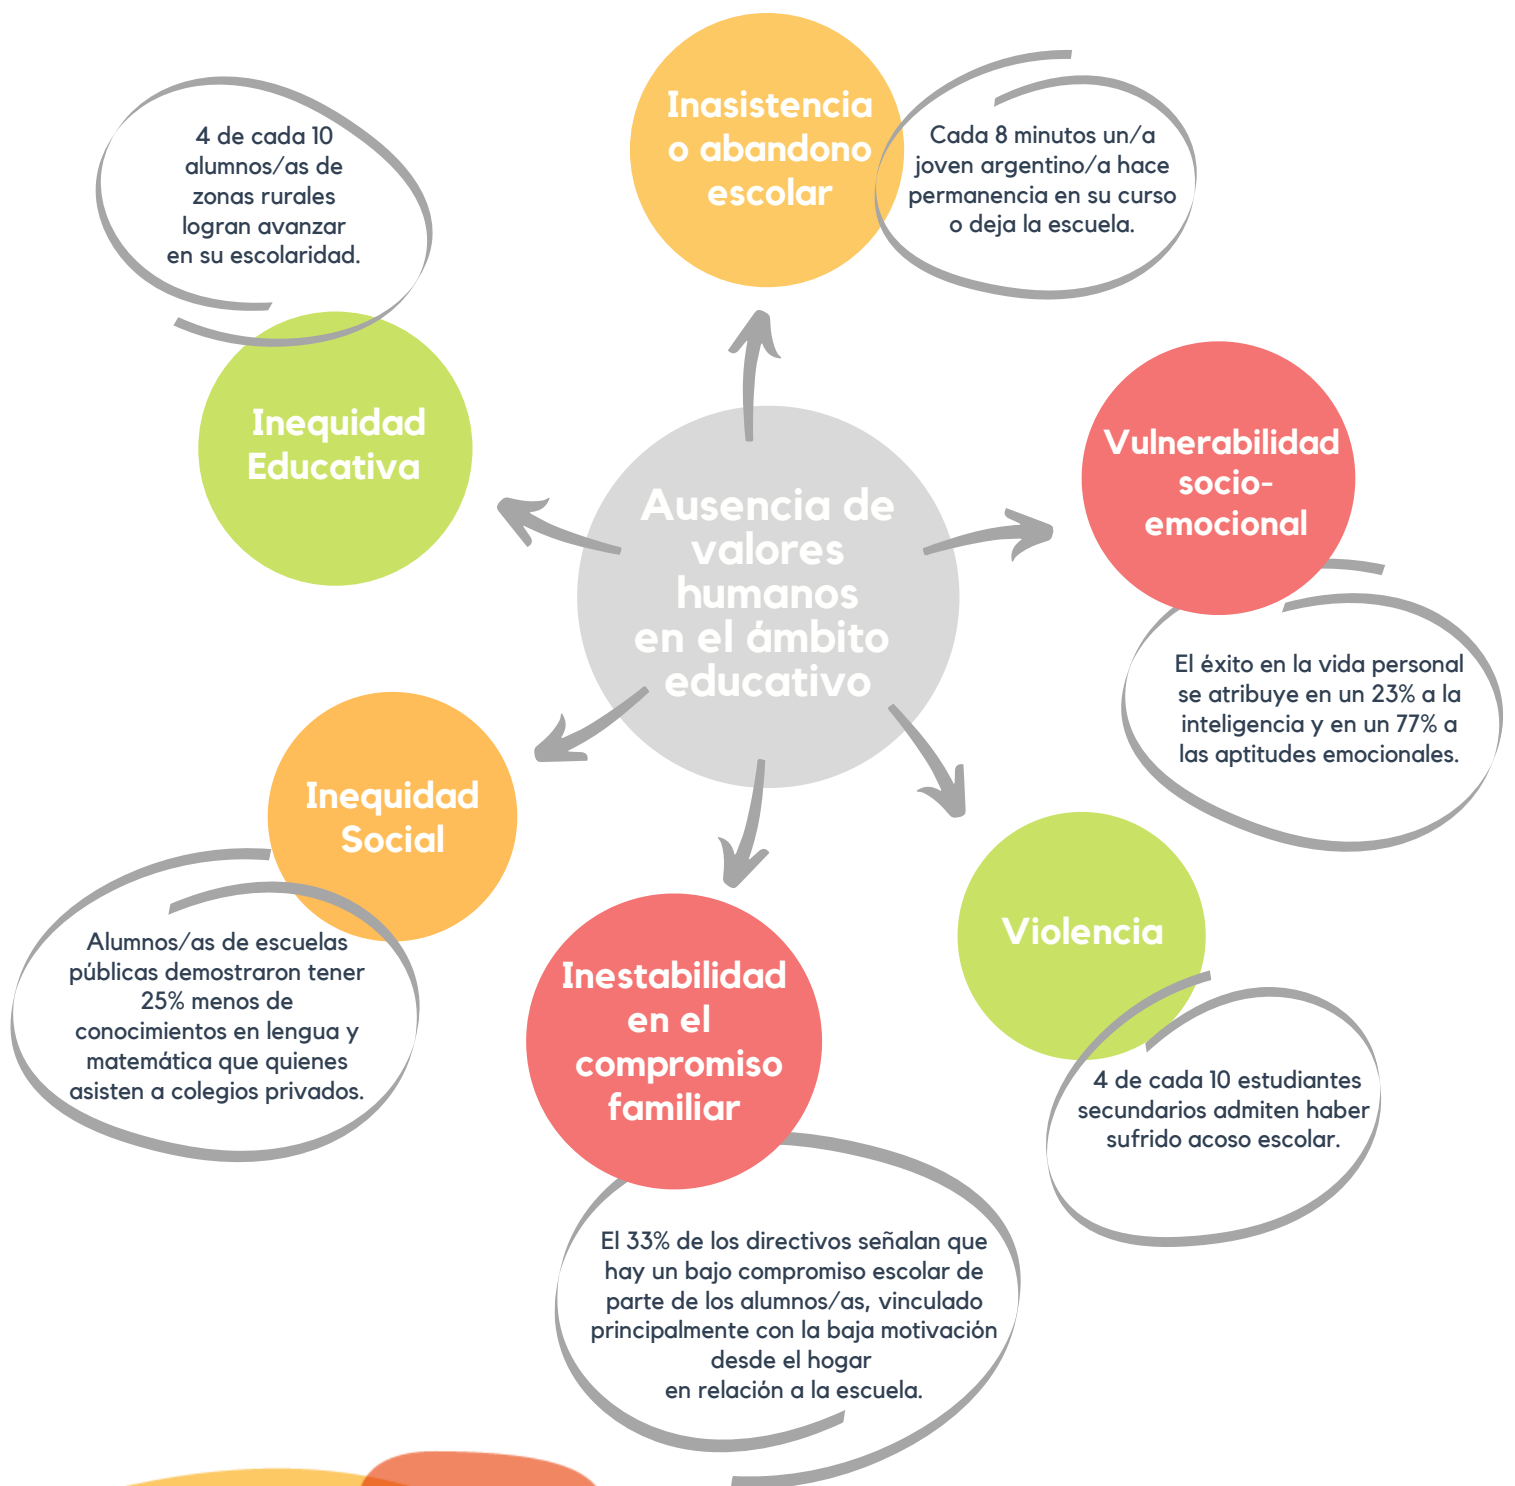 Inasistencia
o abandono
escolar
Cada 8 minutos un/a
joven argentino/a hace
permanencia en su curso
o deja la escuela.
4 de cada 10
alumnos/as de
zonas rurales
logran avanzar
en su escolaridad.
Inequidad
Educativa
Vulnerabilidad
socio-
emocional
El éxito en la vida personal
se atribuye en un 23% a la
inteligencia y en un 77% a
las aptitudes emocionales.
Ausencia de
valores
humanos
en el ámbito
educativo
Inequidad
Social
Alumnos/as de escuelas
públicas demostraron tener
25% menos de
conocimientos en lengua y
matemática que quienes
asisten a colegios privados.
Inestabilidad
en el
compromiso
familiar
El 33% de los directivos señalan que
hay un bajo compromiso escolar de
parte de los alumnos/as, vinculado
principalmente con la baja motivación
desde el hogar
en relación a la escuela.
Violencia
4 de cada 10 estudiantes
secundarios admiten haber
sufrido acoso escolar.